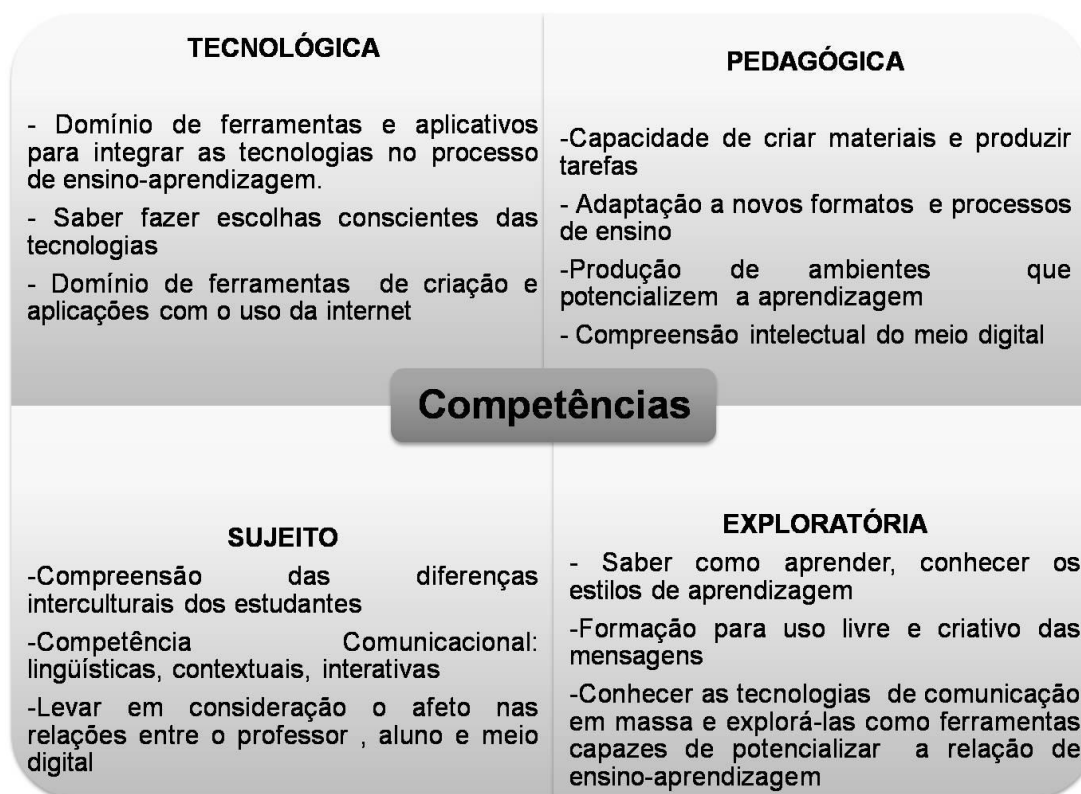 TECNOLÓGICA
- Domínio de ferramentas e aplicativos
para integrar as tecnologias no processo
de ensino-aprendizagem.
- Saber fazer escolhas conscientes das
tecnologias
- Domínio de ferramentas de criação e
aplicações com o uso da internet
PEDAGÓGICA
-Capacidade de criar materiais e produzir
tarefas
- Adaptação a novos formatos e processos
de ensino
-Produção de ambientes que
potencializem a aprendizagem
- Compreensão intelectual do meio digital
Competências
SUJEITO
-Compreensão das diferenças
interculturais dos estudantes
-Competência Comunicacional:
lingüísticas, contextuais, interativas
-Levar em consideração o afeto nas
relações entre o professor , aluno e meio
digital
EXPLORATÓRIA
- Saber como aprender, conhecer os
estilos de aprendizagem
-Formação para uso livre e criativo das
mensagens
-Conhecer as tecnologias de comunicação
em massa e explorá-las como ferramentas
capazes de potencializar a relação de
ensino-aprendizagem